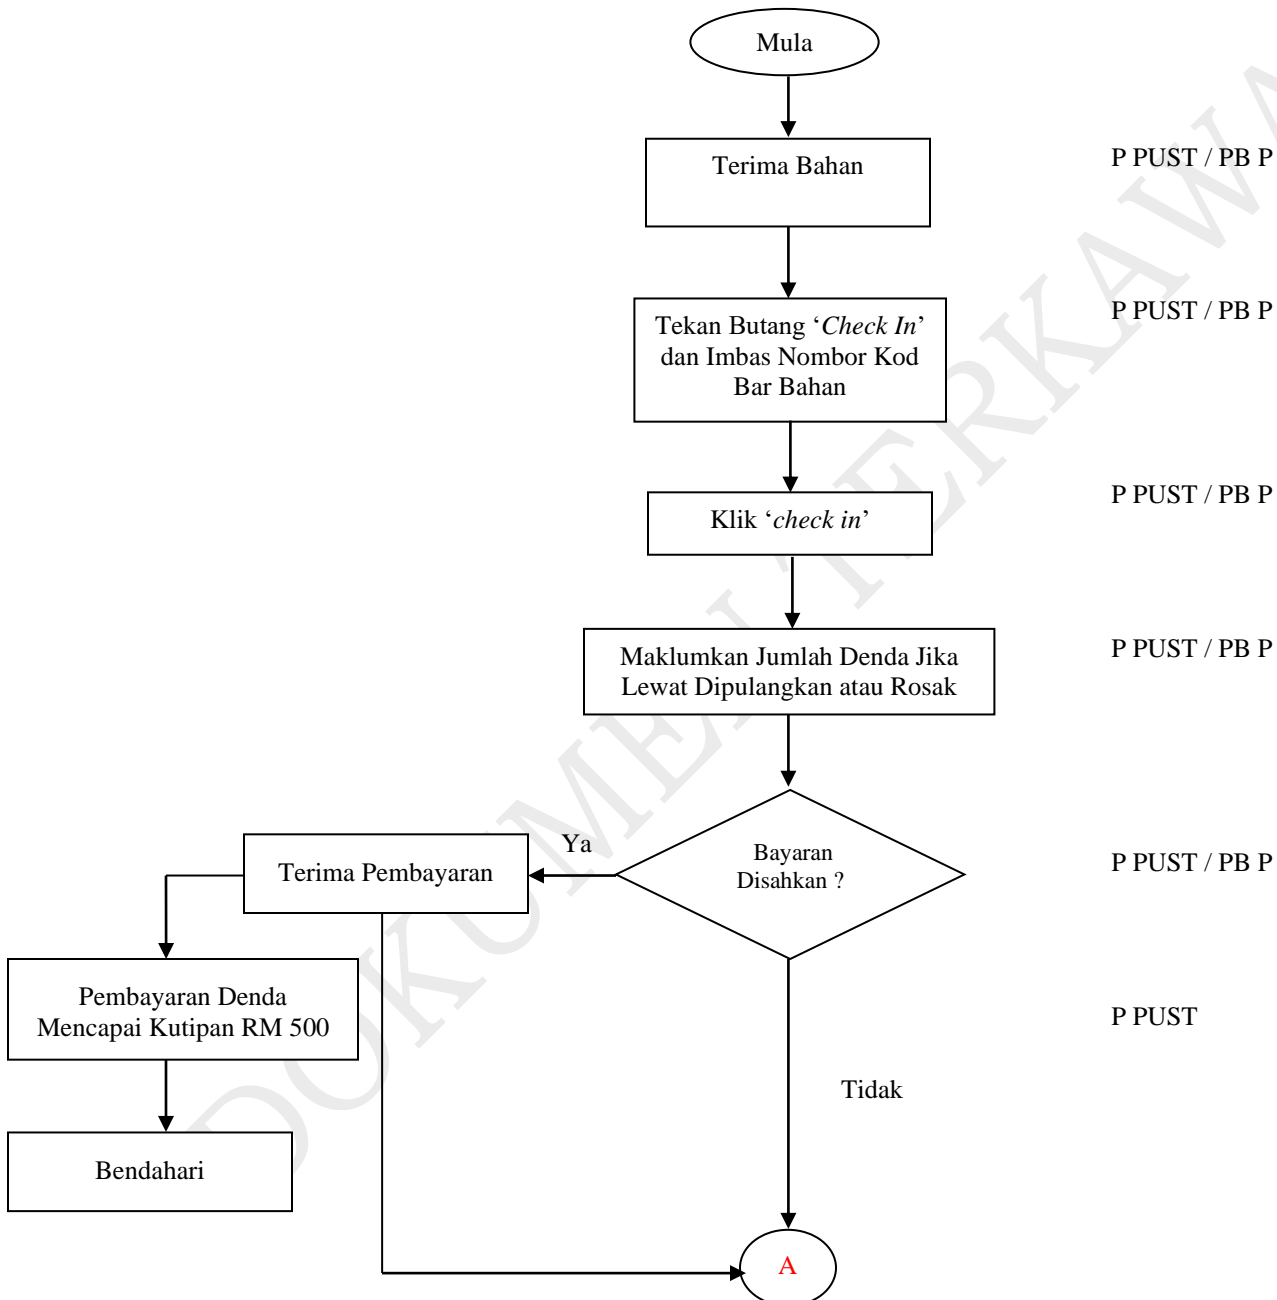 Mula
Terima Bahan
P PUST / PB P
Tekan Butang ‘Check In’
dan Imbas Nombor Kod
Bar Bahan
P PUST / PB P
Klik ‘check in’
P PUST / PB P
Maklumkan Jumlah Denda Jika
Lewat Dipulangkan atau Rosak
P PUST / PB P
Bayaran
Disahkan ?
P PUST / PB P
Ya
Terima Pembayaran
Pembayaran Denda
Mencapai Kutipan RM 500
P PUST
Tidak
Bendahari
A
DOKUMEN TERKAWA